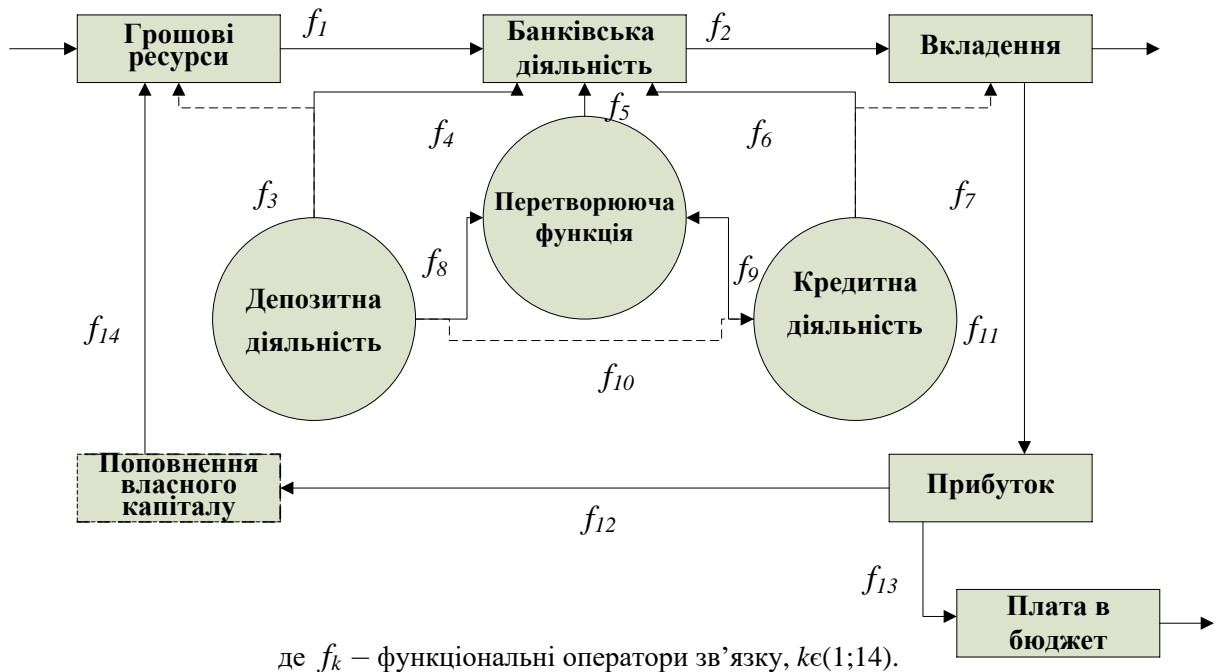 Грошові
ресурси
f1
Банківська
діяльність
f2
Вкладення
f3
f4
f5
f6
f7
Перетворююча
функція
f8
f9
Депозитна
діяльність
Кредитна
діяльність
f10
f11
f14
Поповнення
власного
капіталу
f12
Прибуток
f13
Плата в
бюджет
де fk – функціональні оператори зв'язку, kє(1;14).